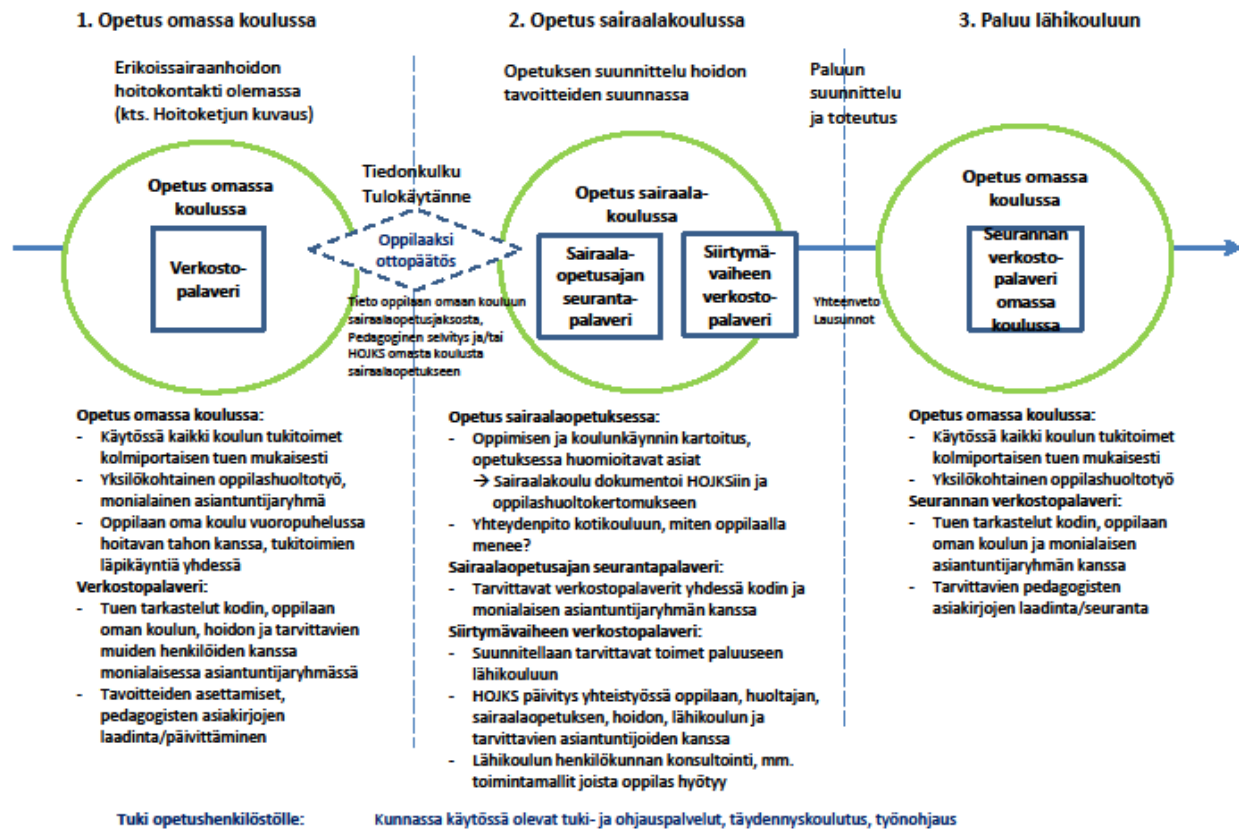 1. Opetus omassa koulussa
2. Opetus sairaalakoulussa
3. Paluu lähikouluun
Erikoissairaanhoidon
hoitokontakti olemassa
(kts. Hoitoketjun kuvaus)
Opetuksen suunnittelu hoidon
tavoitteiden suunnassa
Paluun
suunnittelu
ja toteutus
Opetus omassa
koulussa
Verkosto-
palaveri
Tiedonkulku
Tulokäytänne
Oppilaaksi
ottopäätös
Tieto oppilaan omaan kouluun
sairaalaopetusjaksosta,
Pedagoginen selvitys ja/tai
HOJKS omasta koulusta
sairaalaopetukseen
Opetus sairaala-
koulussa
Sairaala-
opetusajan
seuranta-
palaveri
Siirtymä-
vaiheen
verkosto-
palaveri
Yhteenveto
Lausunnot
Opetus omassa
koulussa
Seurannan
verkosto-
palaveri
omassa
koulussa
Opetus omassa koulussa:
- Käytössä kaikki koulun tukitoimet
kolmiportaisen tuen mukaisesti
- Yksilökohtainen oppilashuoltotyö,
monialainen asiantuntijaryhmä
- Oppilaan oma koulu vuoropuhelussa
hoitavan tahon kanssa, tukitoimien
läpikäyntiä yhdessä
Verkostopalaveri:
- Tuen tarkastelut kodin, oppilaan
oman koulun, hoidon ja tarvittavien
muiden henkilöiden kanssa
monialaisessa asiantuntijaryhmässä
- Tavoitteiden asettamiset,
pedagogisten asiakirjojen
laadinta/päivittäminen
Opetus sairaalaopetuksessa:
- Oppimisen ja koulunkäynnin kartoitus,
opetuksessa huomioitavat asiat
→ Sairaalakoulu dokumentoi HOJKSiin ja
oppilashuoltokertomukseen
- Yhteydenpito kotikouluun, miten oppilaalla
menee?
Sairaalaopetusajan seurantapalaveri:
- Tarvittavat verkostopalaverit yhdessä kodin ja
monialaisen asiantuntijaryhmän kanssa
Siirtymävaiheen verkostopalaveri:
- Suunnitellaan tarvittavat toimet paluuseen
lähikouluun
- HOJKS päivitys yhteistyössä oppilaan, huoltajan,
sairaalaopetuksen, hoidon, lähikoulun ja
tarvittavien asiantuntijoiden kanssa
- Lähikoulun henkilökunnan konsultointi, mm.
toimintamallit joista oppilas hyötyy
Opetus omassa koulussa:
- Käytössä kaikki koulun tukitoimet
kolmiportaisen tuen mukaisesti
- Yksilökohtainen oppilashuoltotyö
Seurannan verkostopalaveri:
- Tuen tarkastelut kodin, oppilaan
oman koulun ja monialaisen
asiantuntijaryhmän kanssa
- Tarvittavien pedagogisten
asiakirjojen laadinta/seuranta
Tuki opetushenkilöstölle: Kunnassa käytössä olevat tuki- ja ohjauspalvelut, täydennyskoulutus, työnohjaus